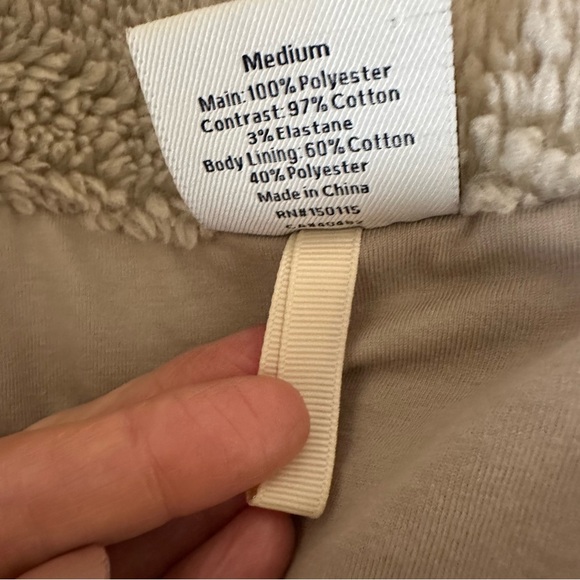 Medium
Main: 100% Polyester
Contrast: 97% Cotton
3% Elastane
Body Lining: 60% Cotton
40% Polyester
Made in China
RN#150115